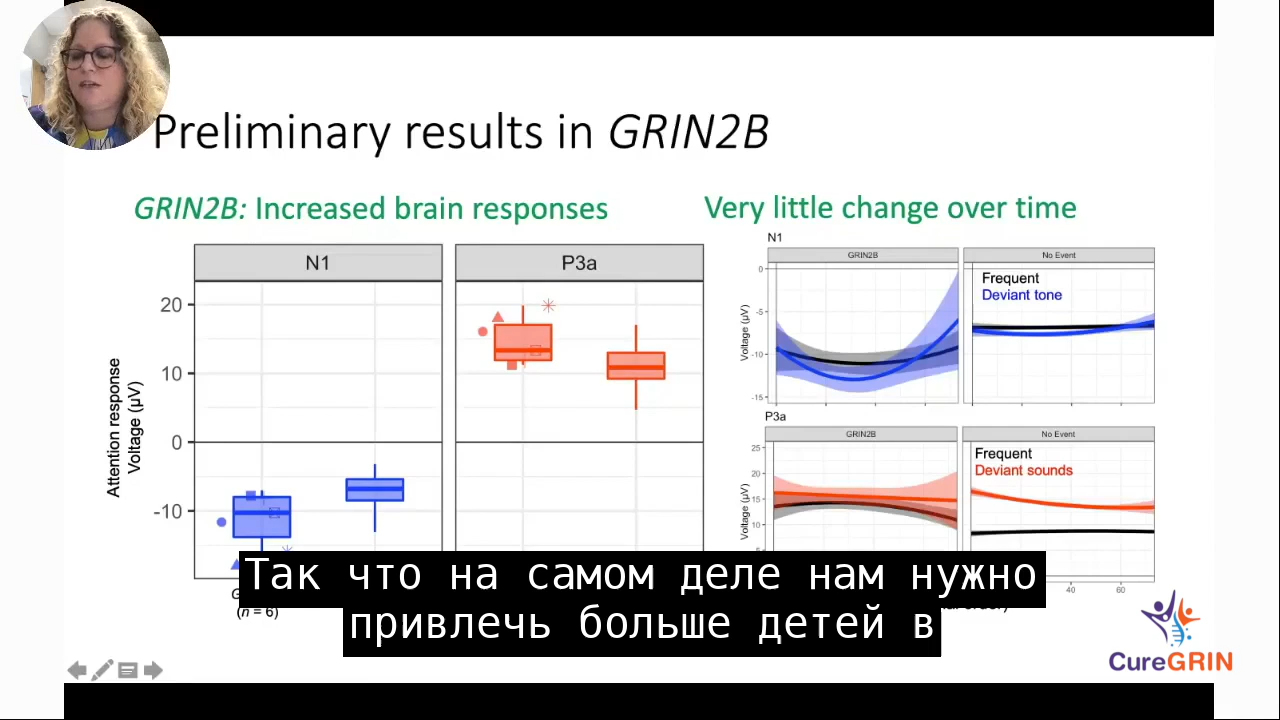 Preliminary results in GRIN2B
GRIN2B: Increased brain responses
Very little change over time
N1
P3a
Attention response
Voltage (μV)
20
10
0
-10
(n = 6)
N1
GRIN2B
No Event
Voltage (μV)
0
-5
-10
-15
Frequent
Deviant tone
P3a
GRIN2B
No Event
Voltage (μV)
25
20
15
10
Frequent
Deviant sounds
40
60
Так что на самом деле нам нужно
привлечь больше детей в
CureGRIN